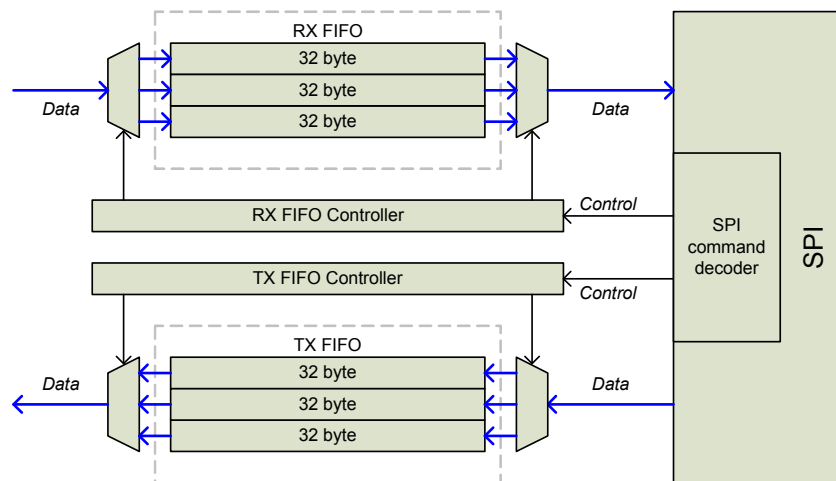 RX FIFO
32 byte
32 byte
32 byte
Data
Data
RX FIFO Controller
Control
SPI
command
decoder
SPI
TX FIFO Controller
Control
TX FIFO
32 byte
32 byte
32 byte
Data
Data